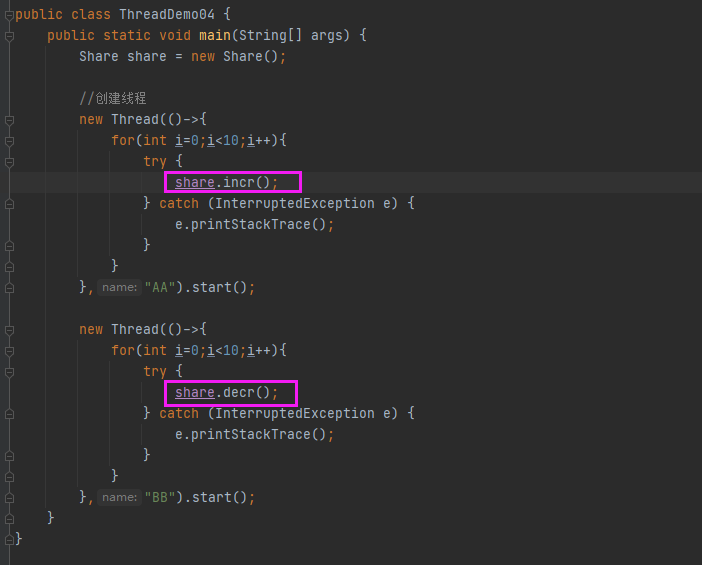 public class ThreadDemo04 {
    public static void main(String[] args) {
        Share share = new Share();

        //创建线程
        new Thread(()->{
            for(int i=0;i<10;i++){
                try {
                    share.incr();
                } catch (InterruptedException e) {
                    e.printStackTrace();
                }
            }
        }, name: "AA").start();

        new Thread(()->{
            for(int i=0;i<10;i++){
                try {
                    share.decr();
                } catch (InterruptedException e) {
                    e.printStackTrace();
                }
            }
        }, name: "BB").start();
    }
}